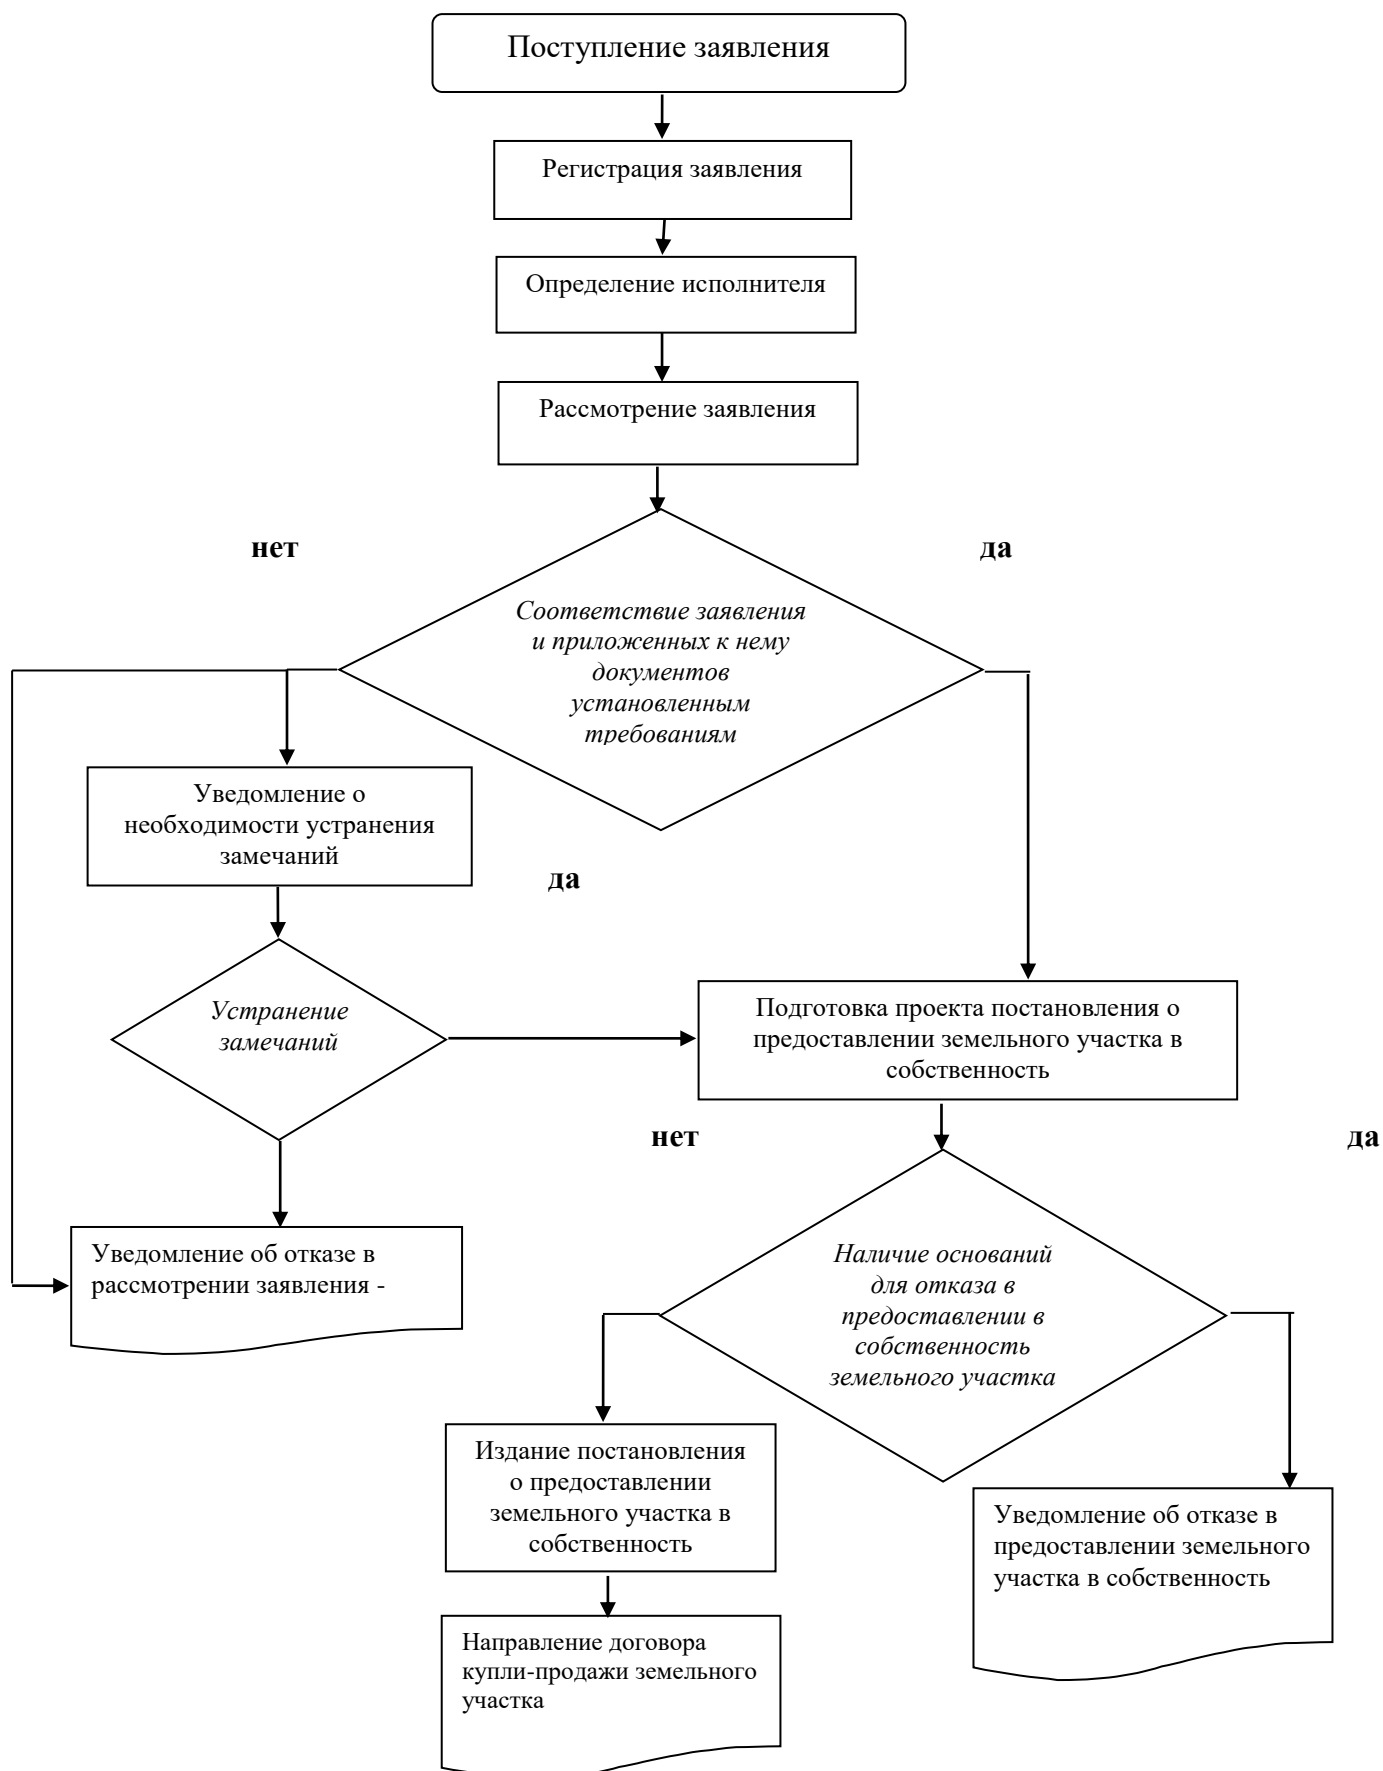 Поступление заявления
Регистрация заявления
Определение исполнителя
Рассмотрение заявления
нет
да
Соответствие заявления
и приложенных к нему
документов
установленным
требованиям
Уведомление о
необходимости устранения
замечаний
да
Устранение
замечаний
Подготовка проекта постановления о
предоставлении земельного участка в
собственность
нет
да
Уведомление об отказе в
рассмотрении заявления -
Наличие оснований
для отказа в
предоставлении в
собственность
земельного участка
Издание постановления
о предоставлении
земельного участка в
собственность
Уведомление об отказе в
предоставлении земельного
участка в собственность
Направление договора
купли-продажи земельного
участка